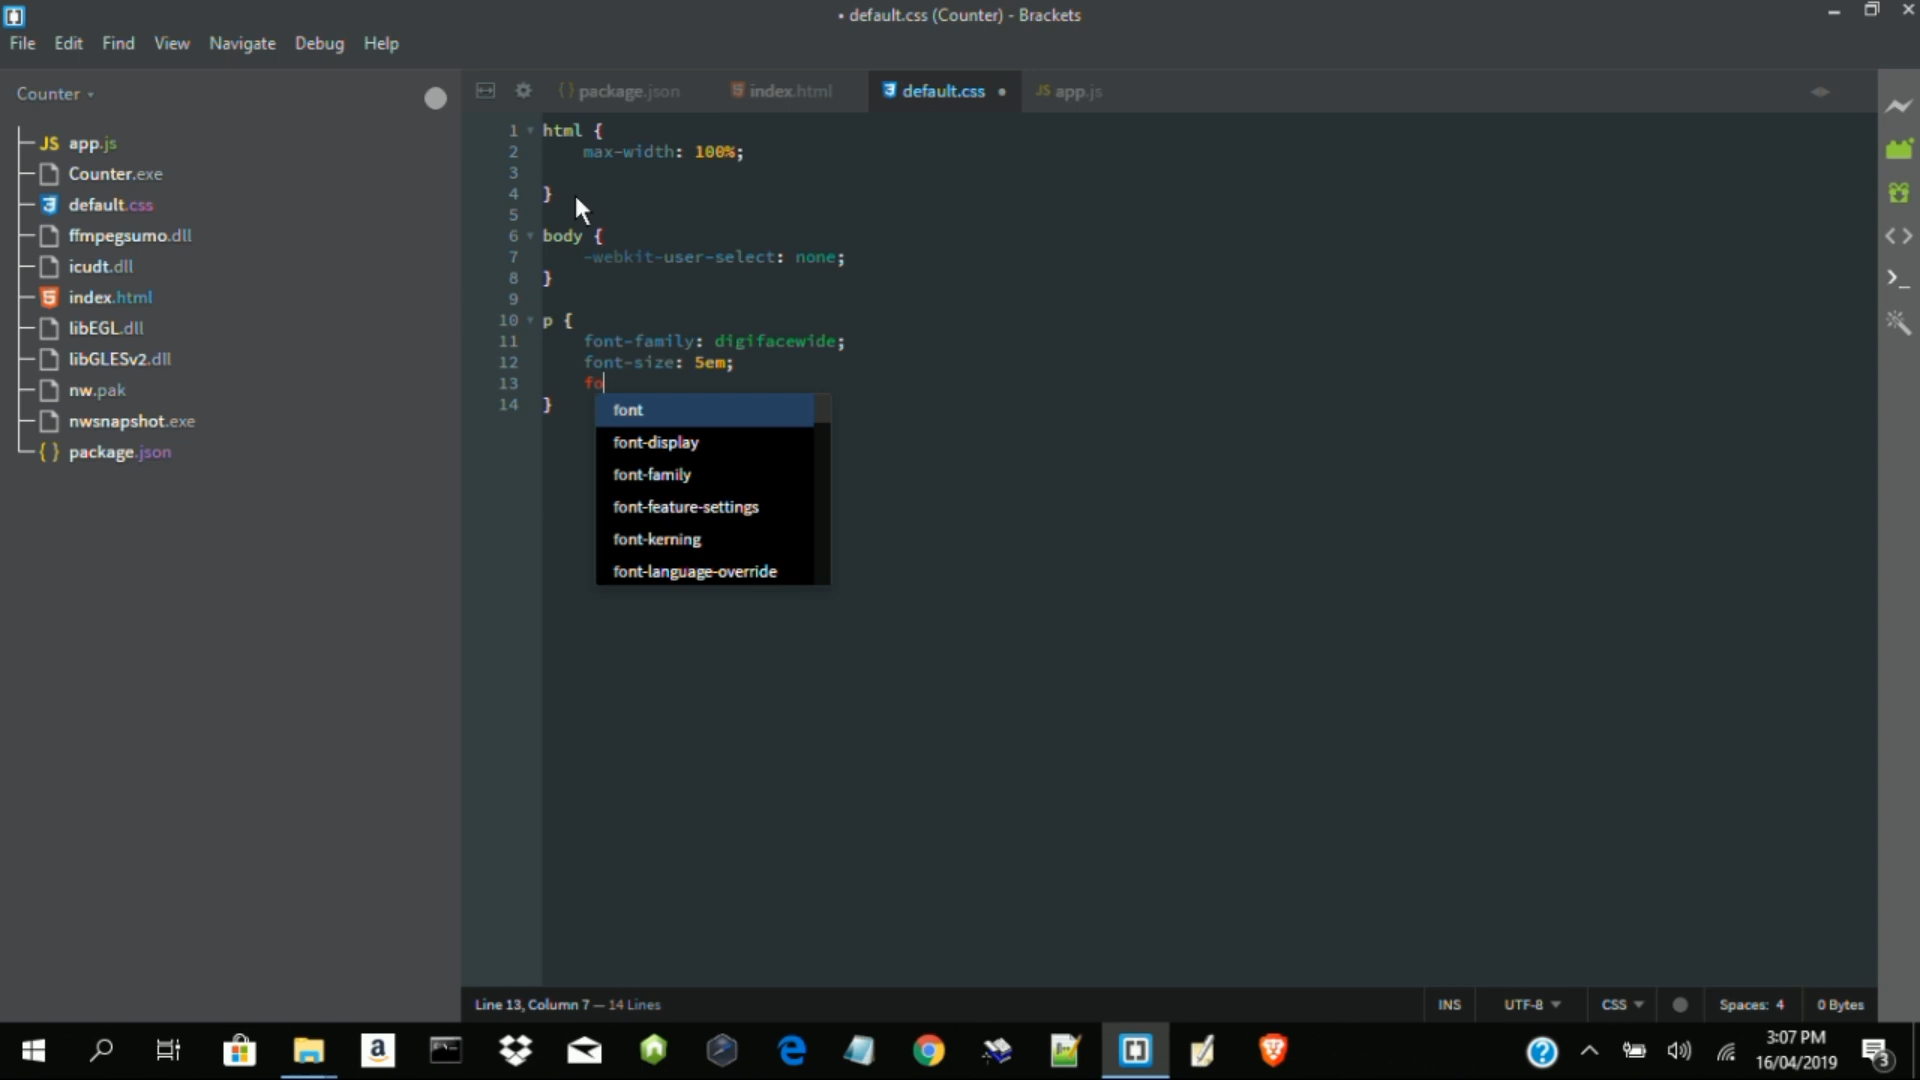 • default.css (Counter) - Brackets
File Edit Find View Navigate Debug Help
Counter
app.js
Counter.exe
default.css
ffmpegsumo.dll
icudt.dll
index.html
libEGL.dll
libGLESv2.dll
nw.pak
nwsnapshot.exe
package.json
package.json index.html default.css • JS app.js
1 html {
2 max-width: 100%;
3
4 }
5
6 body {
7 -webkit-user-select: none;
8 }
9
10 p {
11 font-family: digifacewide;
12 font-size: 5em;
13 fo
14 }
font
font-display
font-family
font-feature-settings
font-kerning
font-language-override
Line 13, Column 7 — 14 Lines
INS UTF-8 CSS Spaces: 4 0 Bytes
3:07 PM
16/04/2019
3